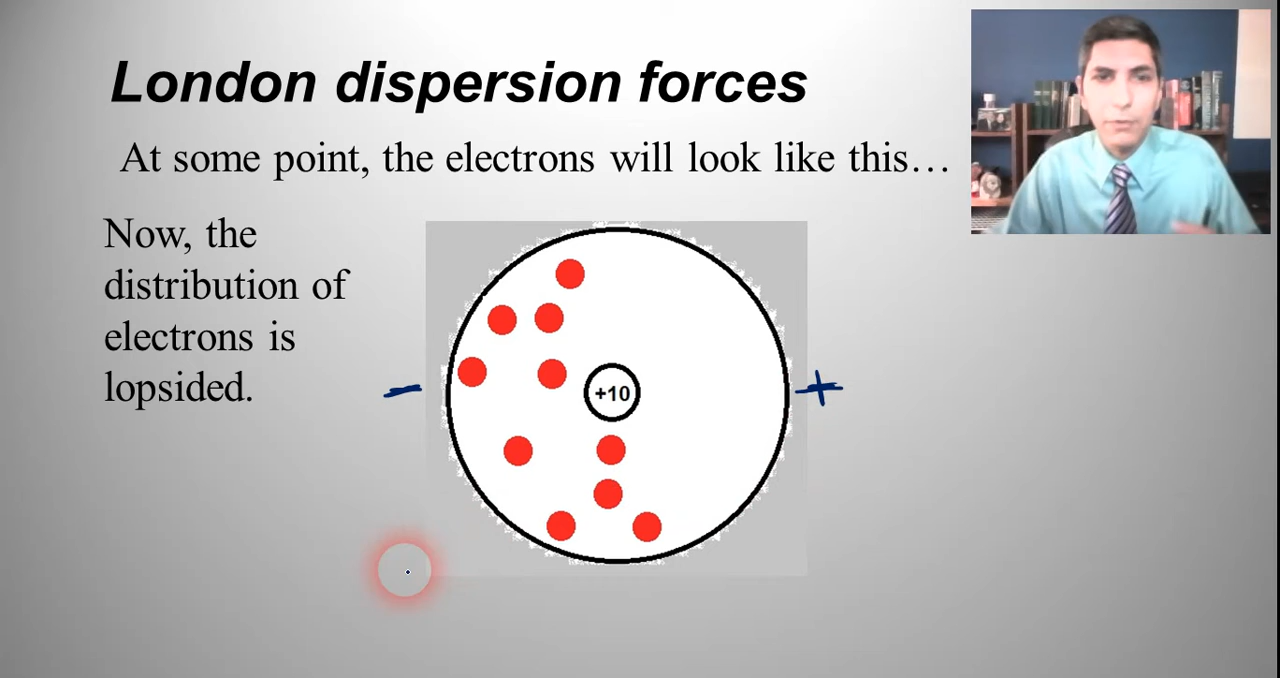 London dispersion forces
At some point, the electrons will look like this…
Now, the
distribution of
electrons is
lopsided.
− +10 +